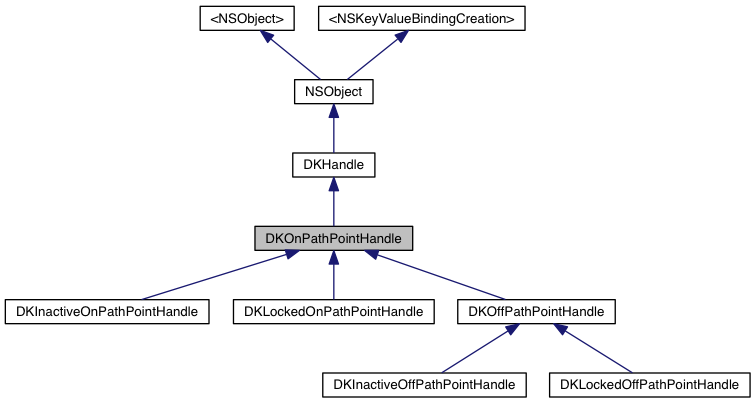 <NSObject>
<NSKeyValueBindingCreation>
NSObject
DKHandle
DKOnPathPointHandle
DKInactiveOnPathPointHandle
DKLockedOnPathPointHandle
DKOffPathPointHandle
DKInactiveOffPathPointHandle
DKLockedOffPathPointHandle